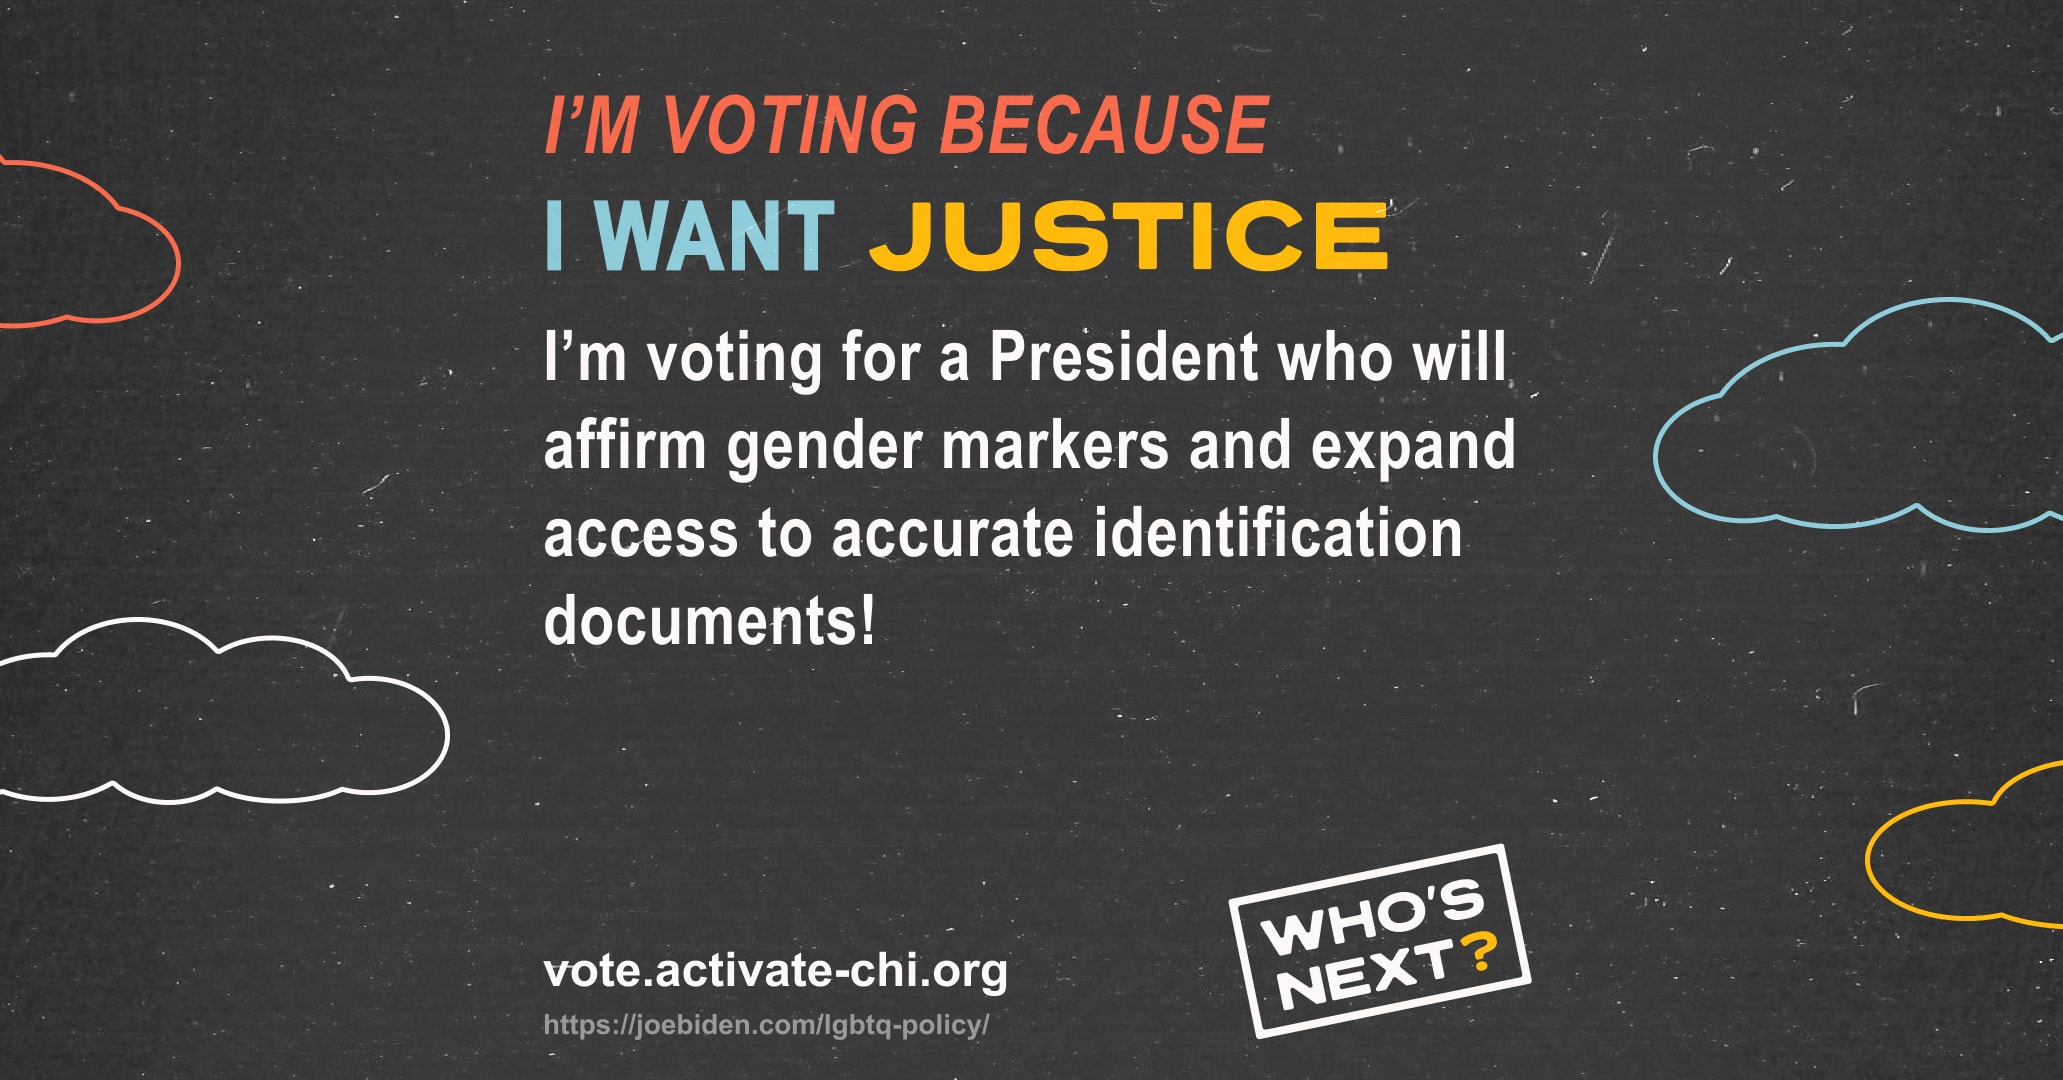 I’M VOTING BECAUSE
I WANT JUSTICE
I’m voting for a President who will
affirm gender markers and expand
access to accurate identification
documents!
WHO’S
NEXT?
vote.activate-chi.org
https://joebiden.com/lgbtq-policy/